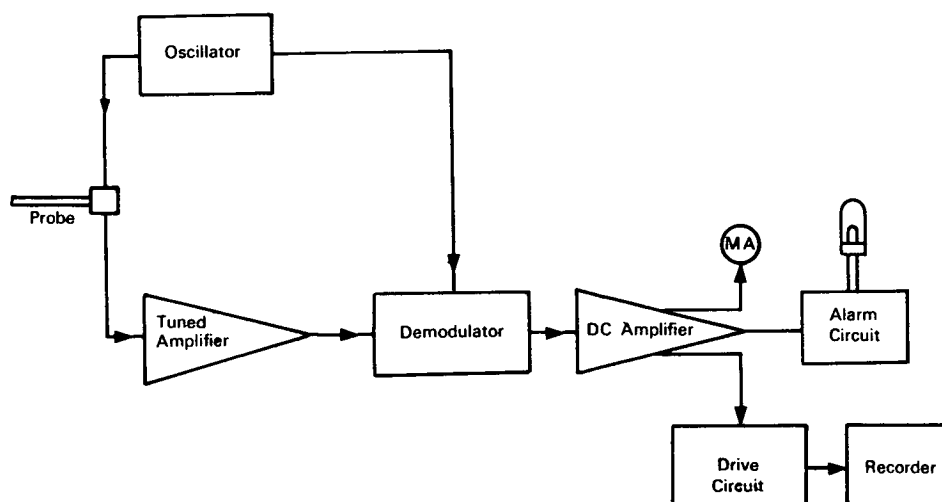 Oscillator
Probe
Tuned
Amplifier
Demodulator
DC Amplifier
MA
Alarm
Circuit
Drive
Circuit
Recorder